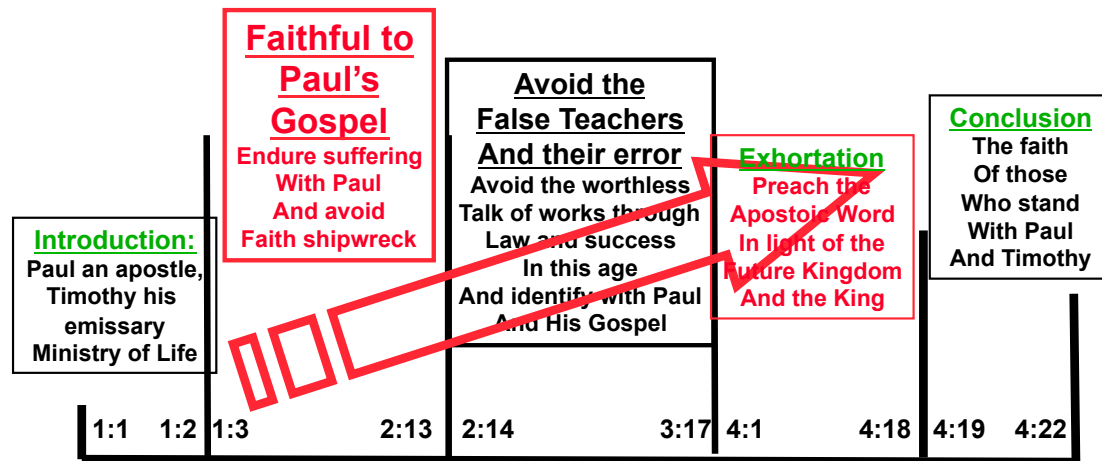 Introduction:
Paul an apostle,
Timothy his
emissary
Ministry of Life
Faithful to
Paul's
Gospel
Endure suffering
With Paul
And avoid
Faith shipwreck
Avoid the
False Teachers
And their error
Avoid the worthless
Talk of works through
Law and success
In this age
And identify with Paul
And His Gospel
Exhortation
Preach the
Apostoic Word
In light of the
Future Kingdom
And the King
Conclusion
The faith
Of those
Who stand
With Paul
And Timothy
1:1 1:2 1:3 2:13 2:14 3:17 4:1 4:18 4:19 4:22